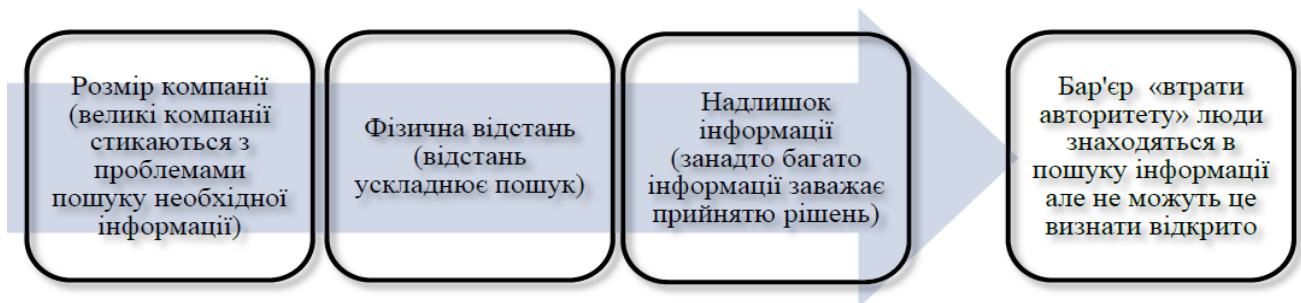 Розмір компанії
(великі компанії
стикаються з
проблемами
пошуку необхідної
інформації)
Фізична відстань
(відстань
ускладнює пошук)
Надлишок
інформації
(занадто багато
інформації заважає
прийнятю рішень)
Бар'єр «втрати
авторитету» люди
знаходяться в
пошуку інформації
але не можуть це
визнати відкрито